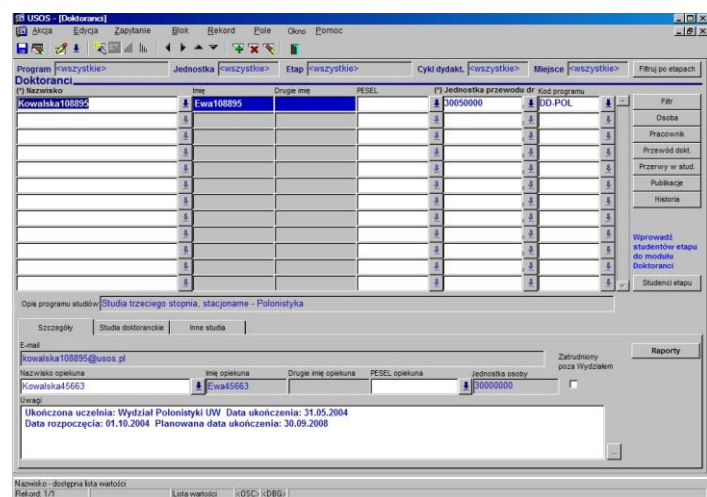 USOS - [Doktoranci]
Akcja Edycja Zapytanie Blok Rekord Pole Okno Pomoc
Program <wszystkie> Jednostka <wszystkie> Etap <wszystkie> Cykl dydakt. <wszystkie> Miejsce <wszystkie> Filtruj po etapach
Doktoranci
(*) Nazwisko Imię Drugie imię PESEL (*) Jednostka przewodu dr Kod programu
Kowalska108895 Ewa108895 30050000 DD-POL
Filtr
Osoba
Pracownik
Przewód dokt.
Przerwy w stud.
Publikacje
Historia
Wprowadź
studentów etapu
do modułu
Doktoranci
Studenci etapu
Opis programu studiów Studia trzeciego stopnia, stacjonarne - Polonistyka
Szczegóły Studia doktoranckie Inne studia
E-mail
kowalska108895@usos.pl
Zatrudniony
poza Wydziałem
Raporty
Nazwisko opiekuna Imię opiekuna Drugie imię opiekuna PESEL opiekuna Jednostka osoby
Kowalska45663 Ewa45663 30000000
Uwagi
Ukończona uczelnia: Wydział Polonistyki UW Data ukończenia: 31.05.2004
Data rozpoczęcia: 01.10.2004 Planowana data ukończenia: 30.09.2008
...
Nazwisko - dostępna lista wartości
Rekord: 1/1 Lista wartości <OSC> <DBG>